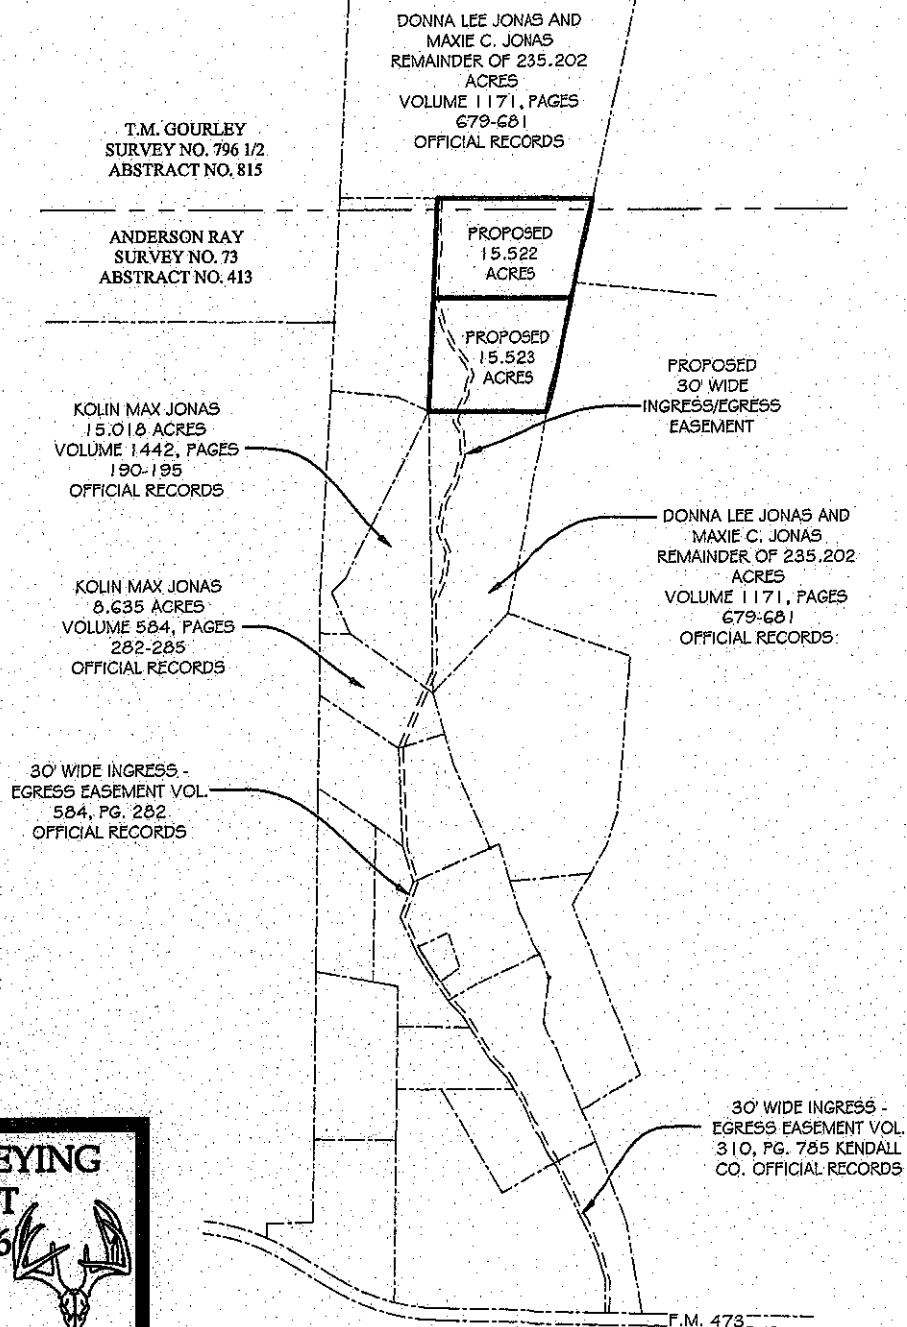 DONNA LEE JONAS AND
MAXIE C. JONAS
REMAINDER OF 235.202
ACRES
VOLUME 1171, PAGES
679-681
OFFICIAL RECORDS
T.M. GOURLEY
SURVEY NO. 796 1/2
ABSTRACT NO. 815
ANDERSON RAY
SURVEY NO. 73
ABSTRACT NO. 413
PROPOSED
15.522
ACRES
PROPOSED
15.523
ACRES
PROPOSED
30' WIDE
INGRESS/EGRESS
EASEMENT
KOLIN MAX JONAS
15.018 ACRES
VOLUME 1442, PAGES
190-195
OFFICIAL RECORDS
DONNA LEE JONAS AND
MAXIE C. JONAS
REMAINDER OF 235.202
ACRES
VOLUME 1171, PAGES
679-681
OFFICIAL RECORDS
KOLIN MAX JONAS
8.635 ACRES
VOLUME 584, PAGES
282-285
OFFICIAL RECORDS
30' WIDE INGRESS -
EGRESS EASEMENT VOL.
584, PG. 282
OFFICIAL RECORDS
30' WIDE INGRESS -
EGRESS EASEMENT VOL.
310, PG. 785 KENDALL
CO. OFFICIAL RECORDS
EYING
T
6
F.M. 473